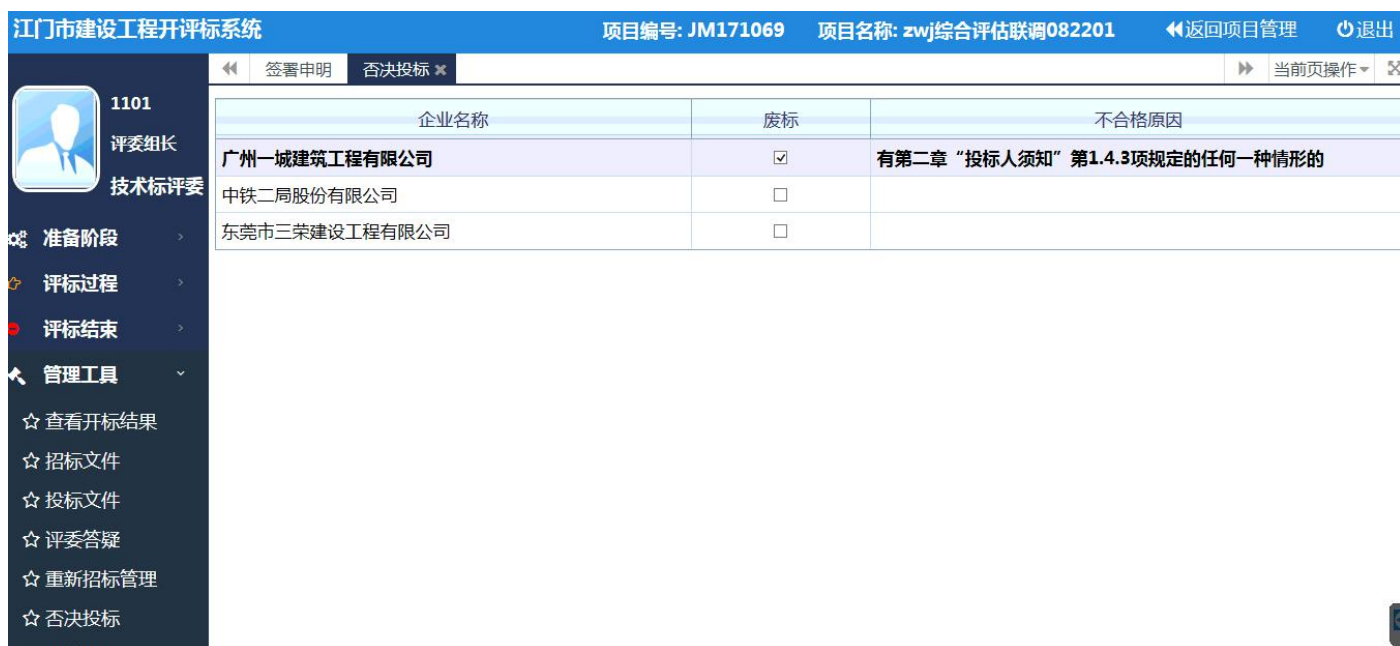 江门市建设工程开评标系统 项目编号: JM171069 项目名称: zwj综合评估联调082201 返回项目管理 退出
签署申明 否决投标 当前页操作
1101
评委组长
技术标评委
企业名称 废标 不合格原因
广州一城建筑工程有限公司 有第二章“投标人须知”第1.4.3项规定的任何一种情形的
中铁二局股份有限公司
东莞市三荣建设工程有限公司
准备阶段
评标过程
评标结束
管理工具
查看开标结果
招标文件
投标文件
评委答疑
重新招标管理
否决投标